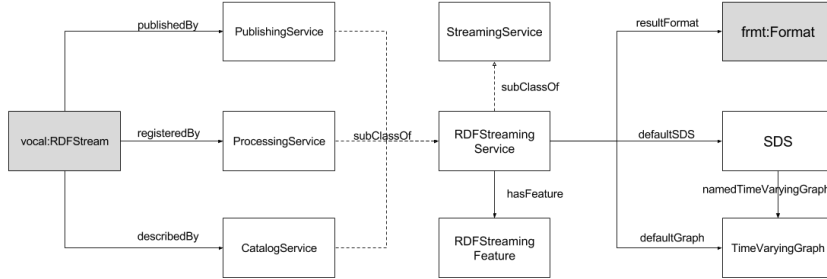 publishedBy
PublishingService
StreamingService
resultFormat
frmt:Format
subClassOf
vocal:RDFStream
registeredBy
ProcessingService
subClassOf
RDFStreaming
Service
defaultSDS
SDS
hasFeature
namedTimeVaryingGraph
describedBy
CatalogService
RDFStreaming
Feature
defaultGraph
TimeVaryingGraph